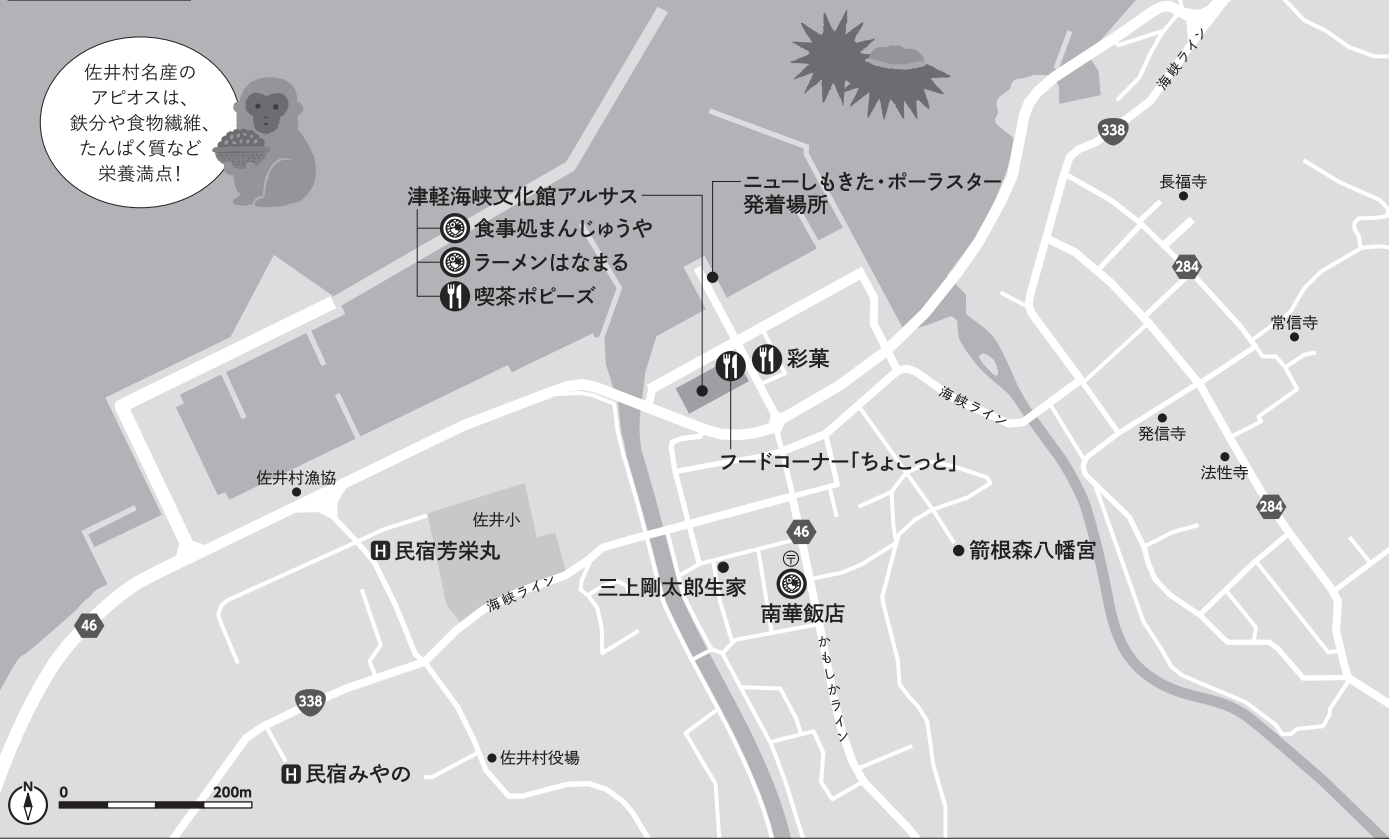 佐井村名産の
アピオスは、
鉄分や食物繊維、
たんぱく質など
栄養満点！
海峡ライン
338
長福寺
284
常信寺
発信寺
法性寺
284
津軽海峡文化館アルサス
食事処まんじゅうや
ラーメンはなまる
喫茶ポピーズ
ニューしもきた・ポーラスター
発着場所
彩菓
海峡ライン
フードコーナー「ちょこっと」
佐井村漁協
佐井小
H 民宿芳栄丸
46
〒
箭根森八幡宮
三上剛太郎生家
南華飯店
海峡ライン
かもしかライン
46
338
佐井村役場
H 民宿みやの
N
0 200m